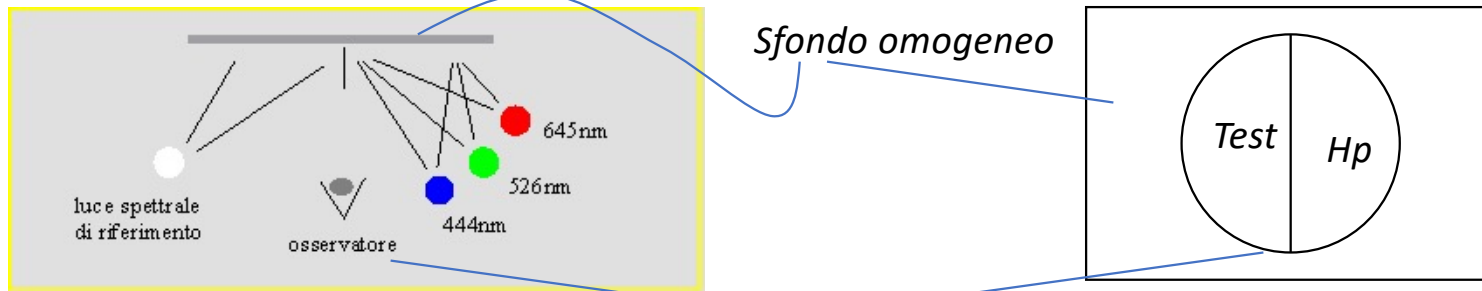 Sfondo omogeneo
645nm
526nm
444nm
luce spettrale
di riferimento
osservatore
Test
Hp